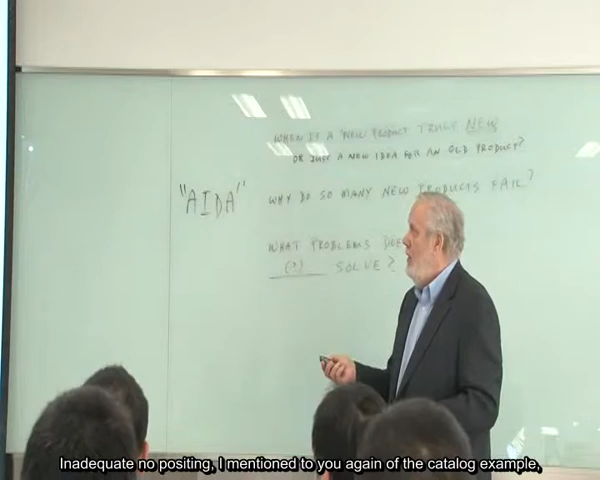 WHEN IS A NEW PRODUCT TRULY NEW
OR JUST A NEW IDEA FOR AN OLD PRODUCT?
"AIDA"
WHY DO SO MANY NEW PRODUCTS FAIL?
WHAT PROBLEMS DOE
(?) SOLVE?
Inadequate no positing, I mentioned to you again of the catalog example,